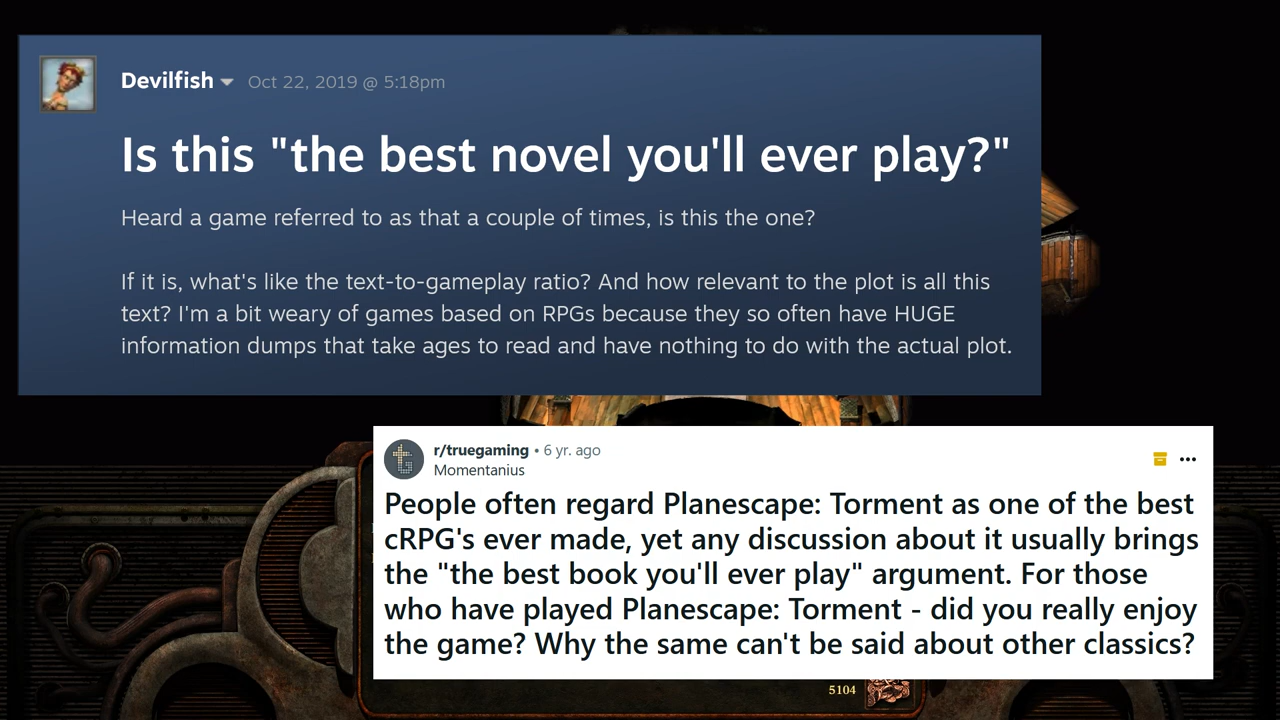 Devilfish Oct 22, 2019 @ 5:18pm
Is this "the best novel you'll ever play?"
Heard a game referred to as that a couple of times, is this the one?
If it is, what's like the text-to-gameplay ratio? And how relevant to the plot is all this
text? I'm a bit weary of games based on RPGs because they so often have HUGE
information dumps that take ages to read and have nothing to do with the actual plot.
r/truegaming • 6 yr. ago
Momentanius
People often regard Planescape: Torment as one of the best
cRPG's ever made, yet any discussion about it usually brings
the "the best book you'll ever play" argument. For those
who have played Planescape: Torment - did you really enjoy
the game? Why the same can't be said about other classics?
5104